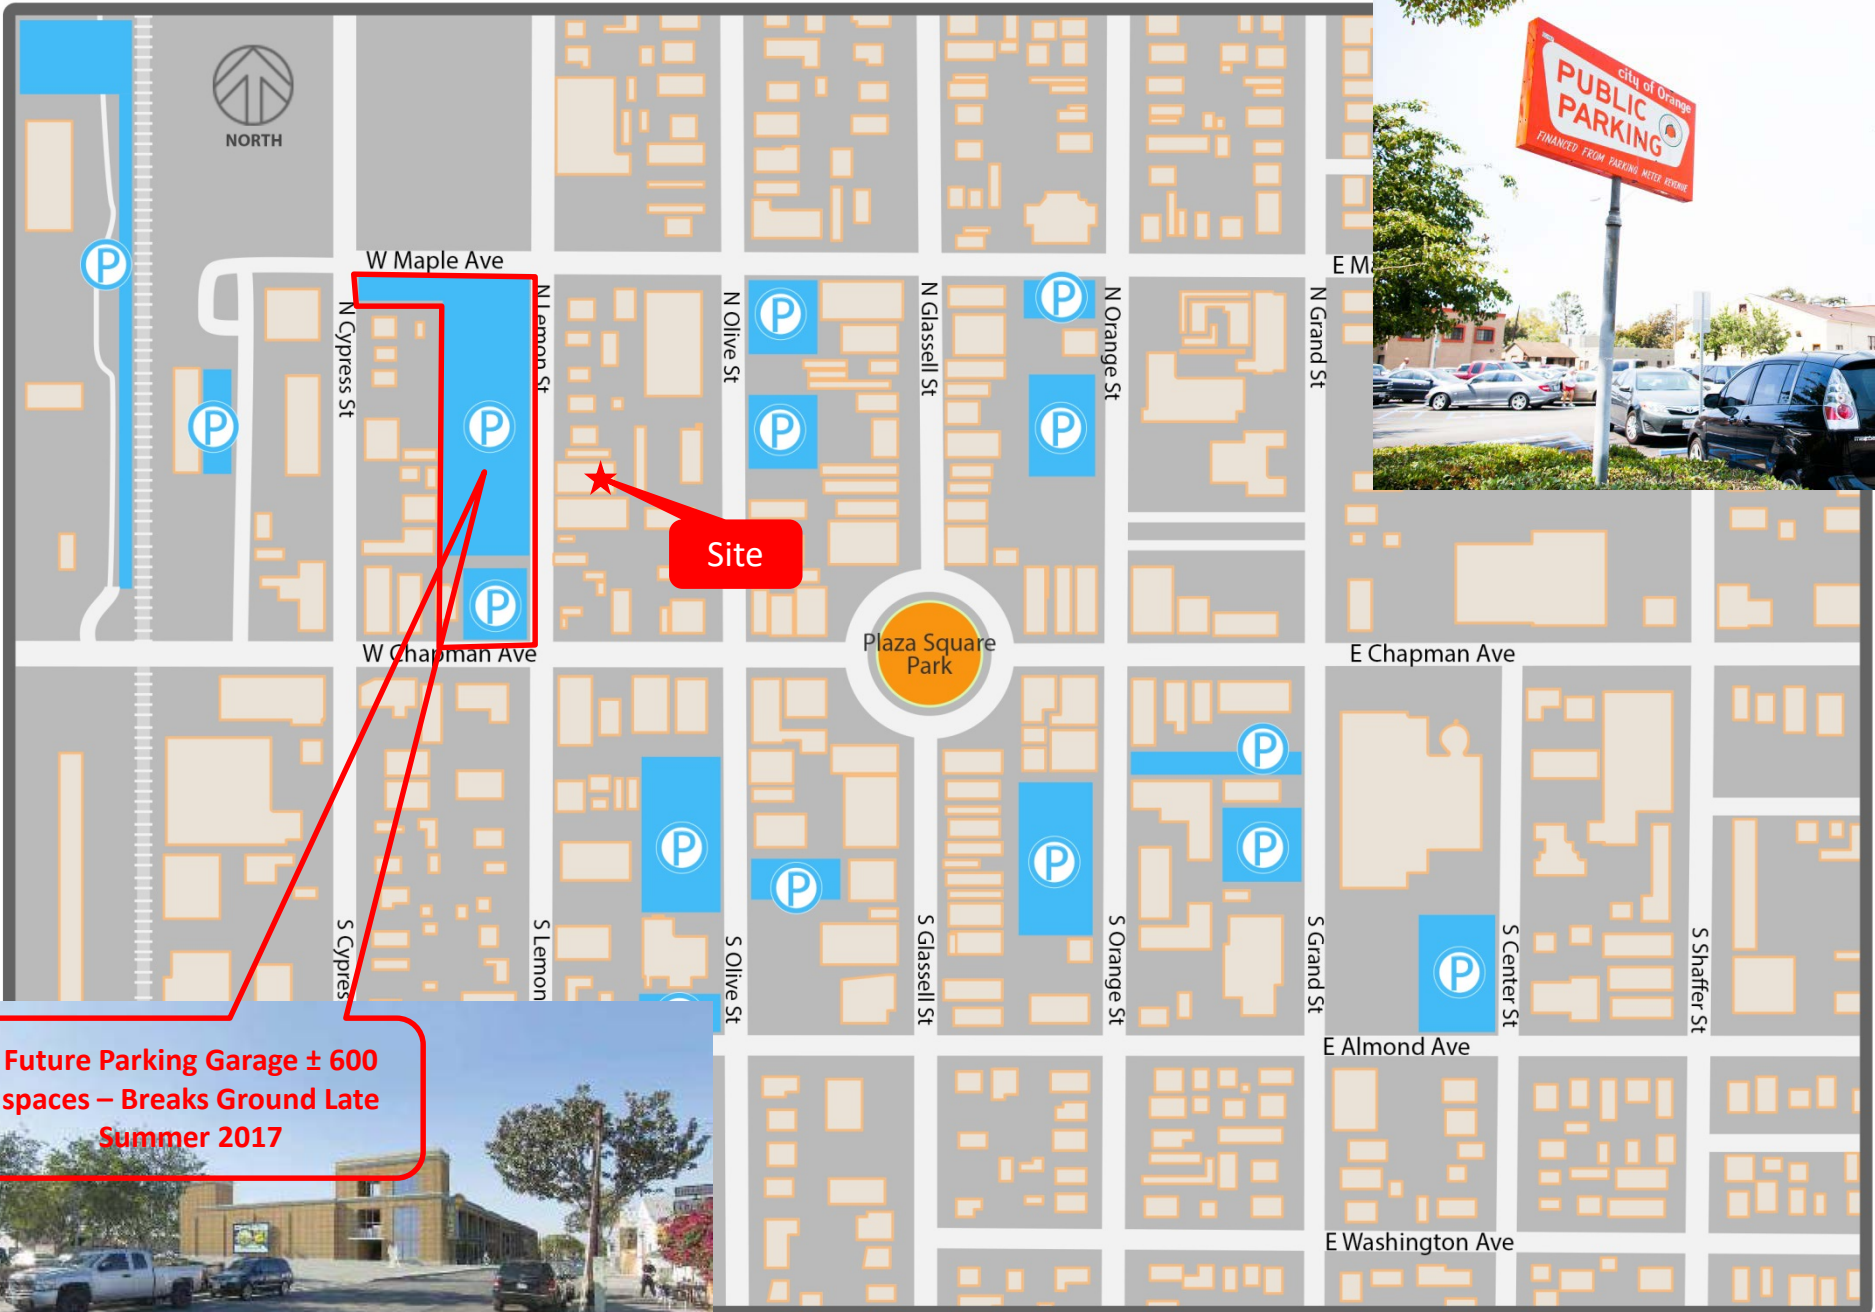 NORTH
city of Orange
PUBLIC
PARKING
FINANCED FROM PARKING METER REVENUE
W Maple Ave
E Ma
P
P
P
P
P
P
P
P
P
N Cypress St
N Lemon St
N Olive St
N Glassell St
N Orange St
N Grand St
Site
Plaza Square
Park
W Chapman Ave
E Chapman Ave
P
P
P
P
P
P
P
S Cypres
S Lemon
S Olive St
S Glassell St
S Orange St
S Grand St
S Center St
S Shaffer St
Future Parking Garage ± 600
spaces – Breaks Ground Late
Summer 2017
E Almond Ave
E Washington Ave